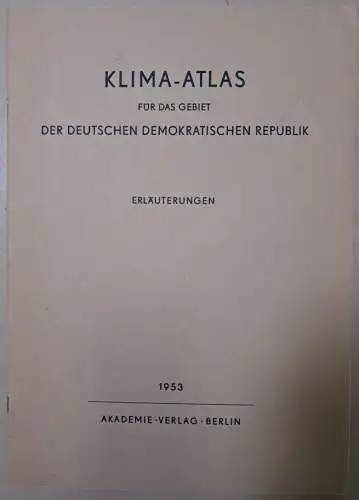 KLIMA-ATLAS
FÜR DAS GEBIET
DER DEUTSCHEN DEMOKRATISCHEN REPUBLIK
ERLÄUTERUNGEN
1953
AKADEMIE-VERLAG · BERLIN